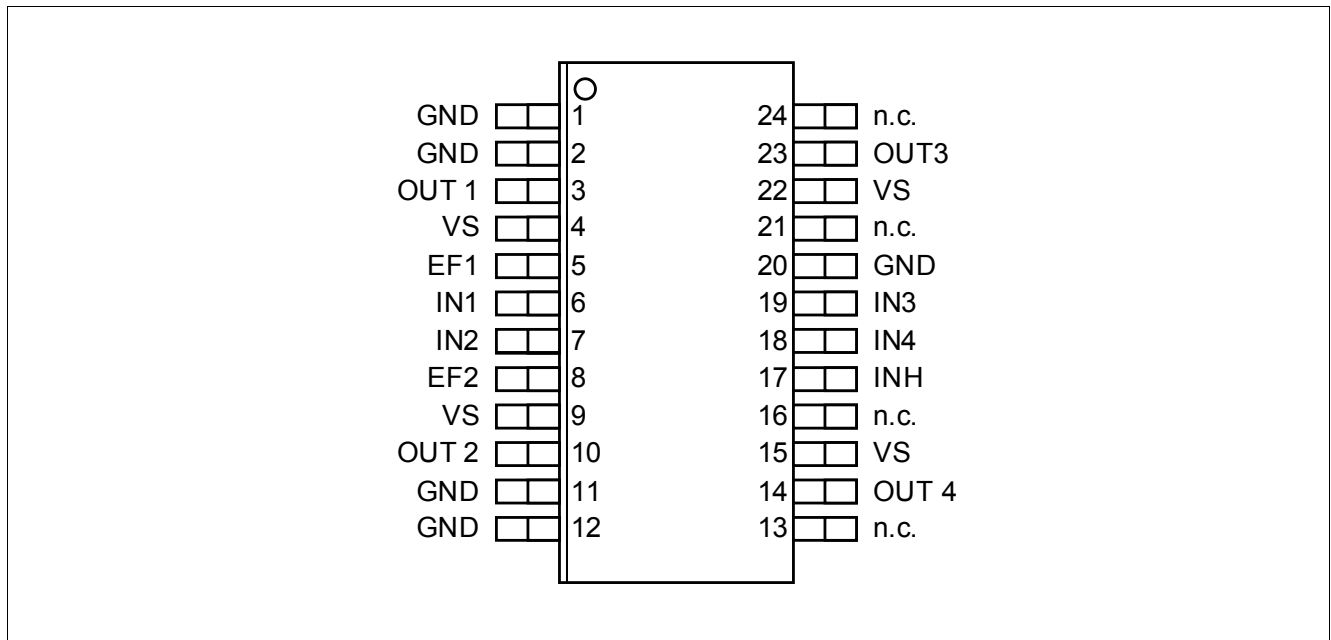 GND 1 24 n.c.
GND 2 23 OUT3
OUT 1 3 22 VS
VS 4 21 n.c.
EF1 5 20 GND
IN1 6 19 IN3
IN2 7 18 IN4
EF2 8 17 INH
VS 9 16 n.c.
OUT 2 10 15 VS
GND 11 14 OUT 4
GND 12 13 n.c.